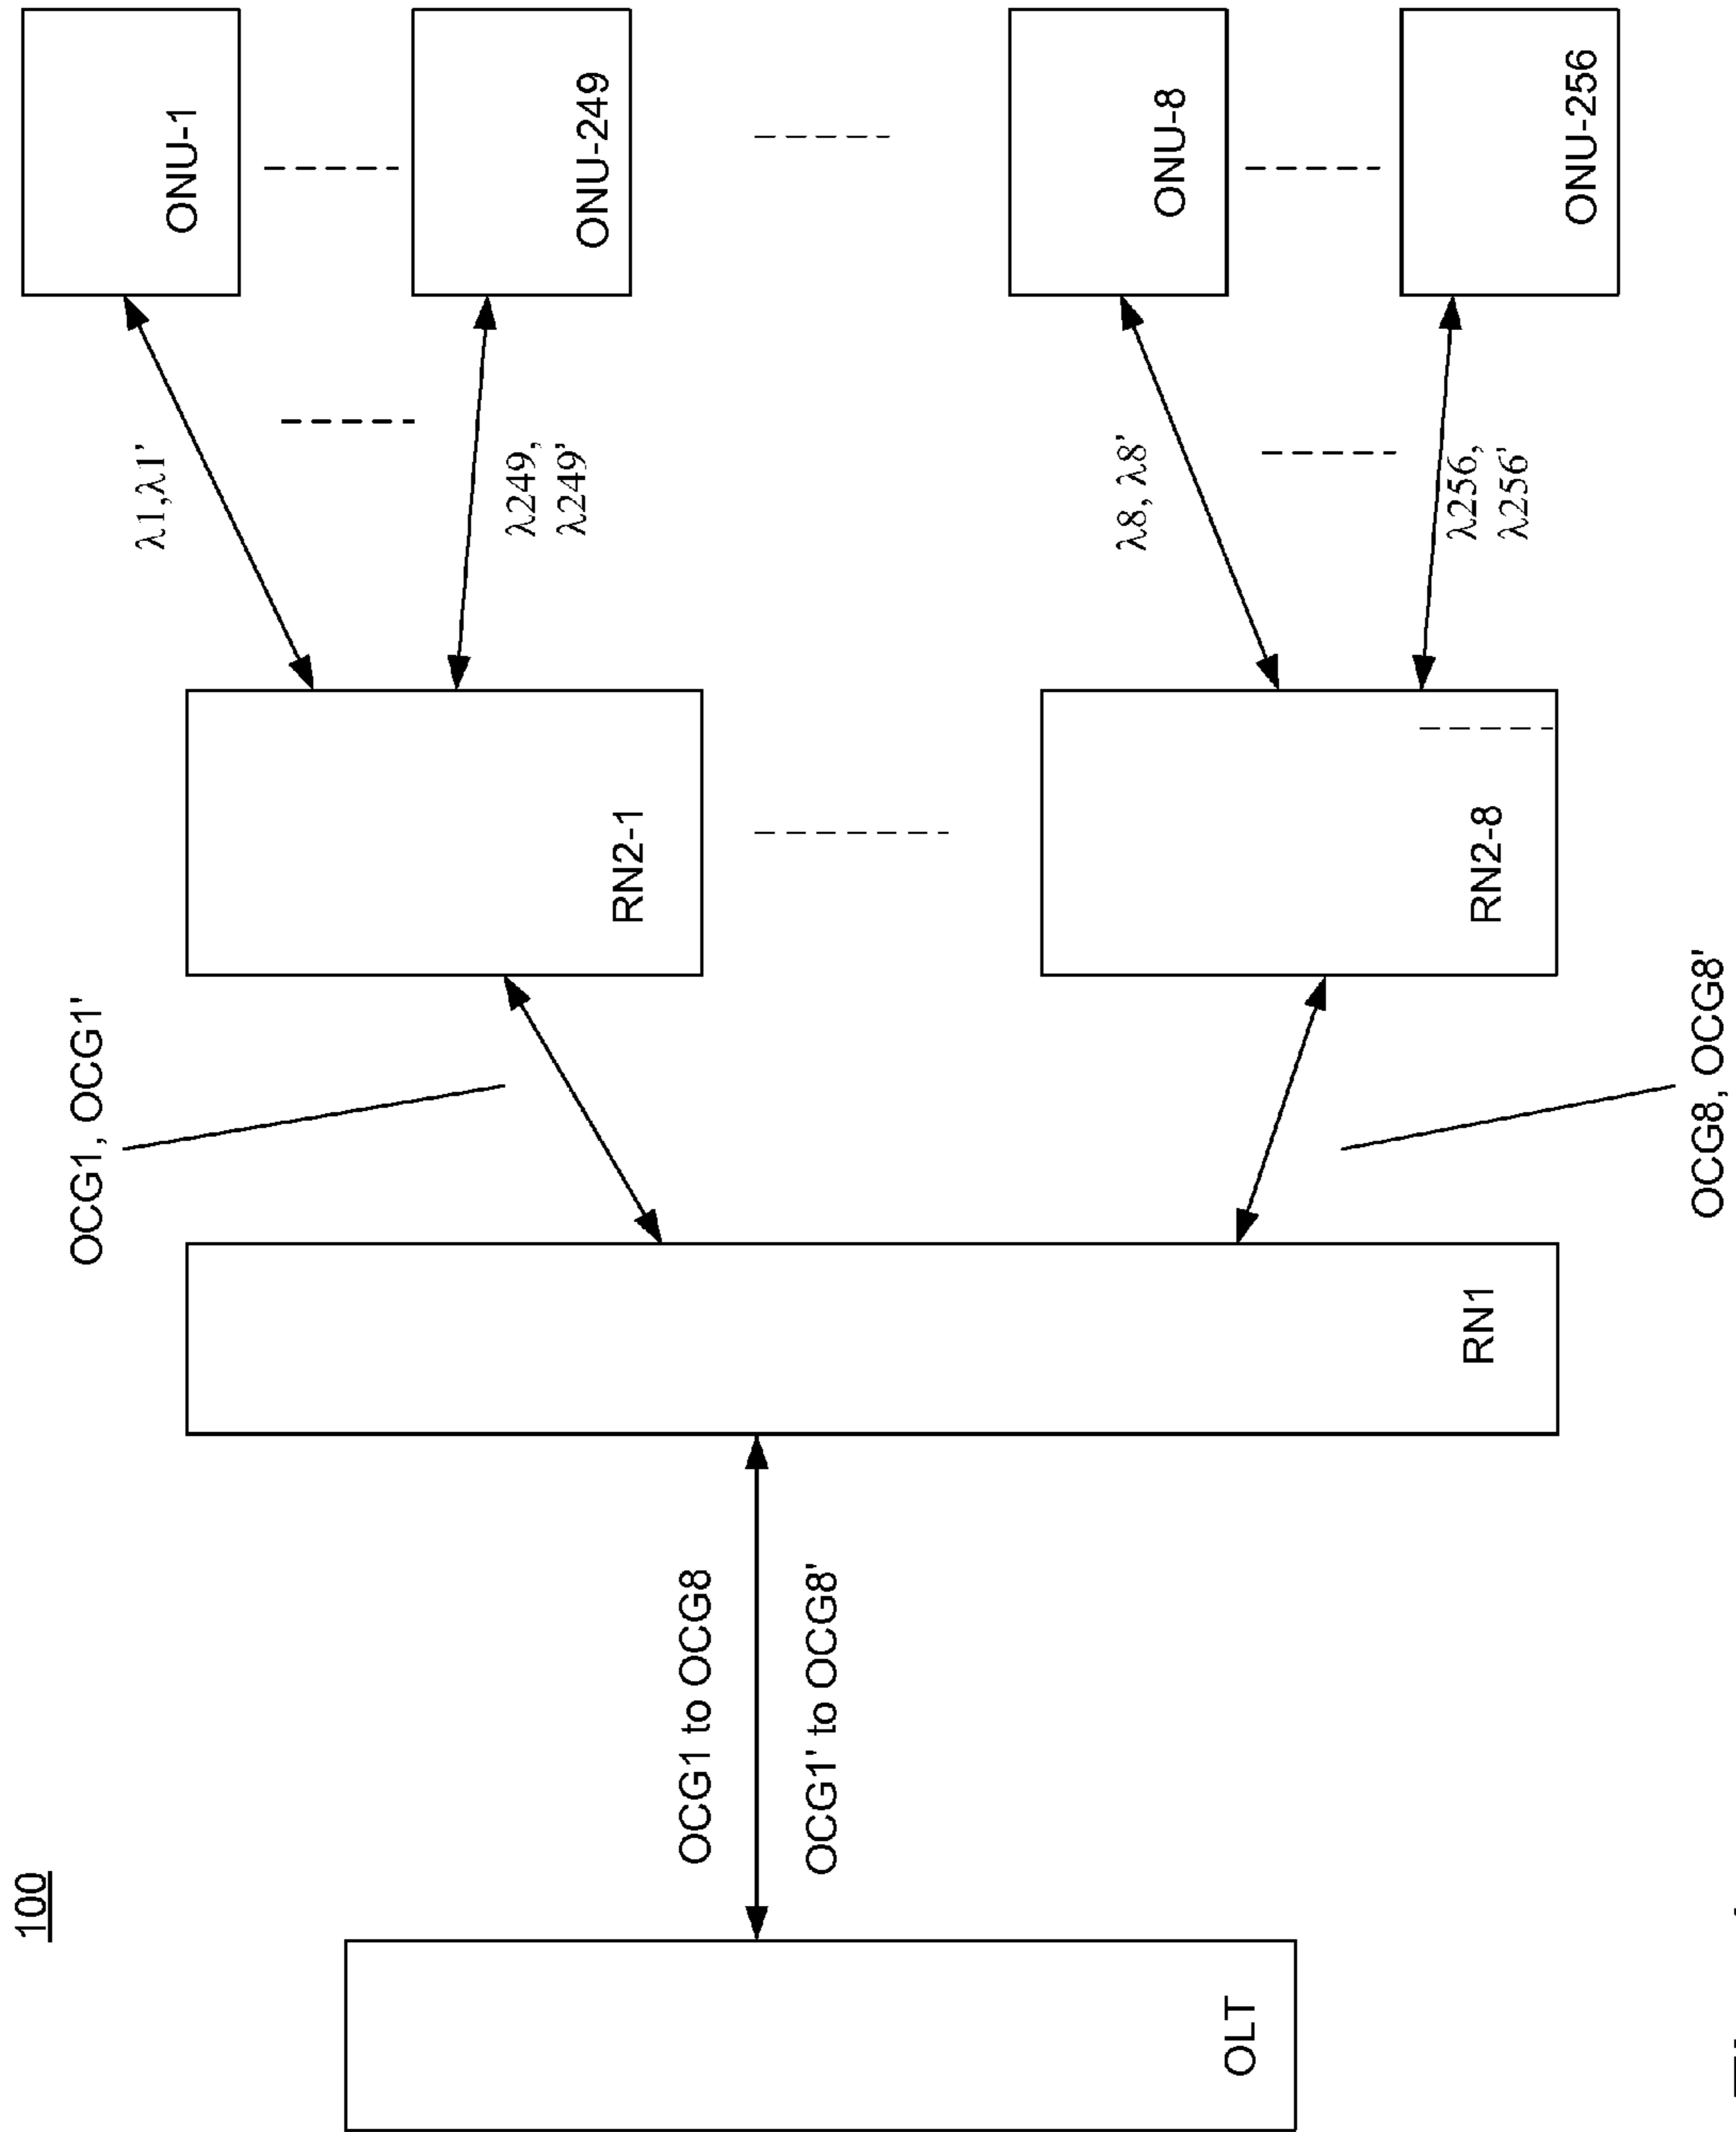 100
OLT
OCG1 to OCG8
OCG1' to OCG8'
RN1
OCG1, OCG1'
OCG8, OCG8'
RN2-1
RN2-8
λ1,λ1’
λ249,
λ249’
λ8, λ8’
λ256,
λ256’
ONU-1
ONU-249
ONU-8
ONU-256